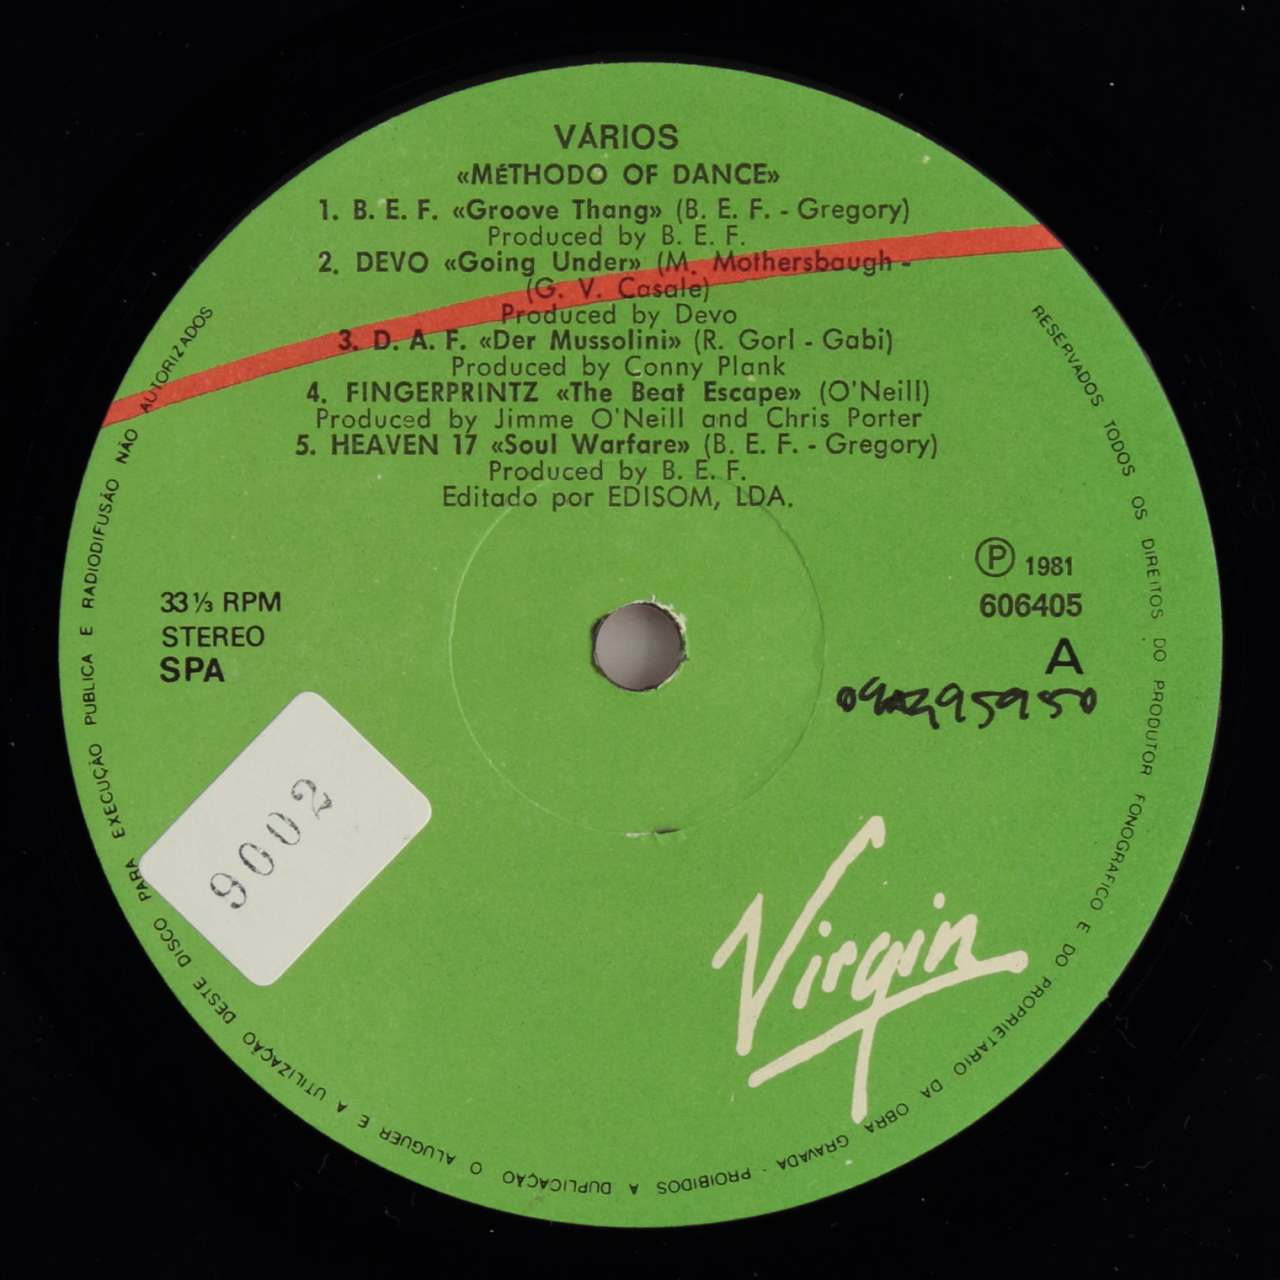 VÁRIOS
«MÉTHODO OF DANCE»
1. B. E. F. «Groove Thang» (B. E. F. - Gregory)
Produced by B. E. F.
2. DEVO «Going Under» (M. Mothersbaugh -
(G. V. Casale)
Produced by Devo
3. D. A. F. «Der Mussolini» (R. Gorl - Gabi)
Produced by Conny Plank
4. FINGERPRINTZ «The Beat Escape» (O'Neill)
Produced by Jimme O'Neill and Chris Porter
5. HEAVEN 17 «Soul Warfare» (B. E. F. - Gregory)
Produced by B. E. F.
Editado por EDISOM, LDA.
33⅓ RPM
STEREO
SPA
Ⓟ 1981
606405
A
9002
Virgin
RESERVADOS TODOS OS DIREITOS DO PRODUTOR FONOGRAFICO E DO PROPRIETARIO DA OBRA GRAVADA - PROIBIDOS A DUPLICAÇÃO O ALUGUER E A UTILIZAÇÃO DESTE DISCO PARA EXECUÇÃO PUBLICA E RADIODIFUSÃO NÃO AUTORIZADOS